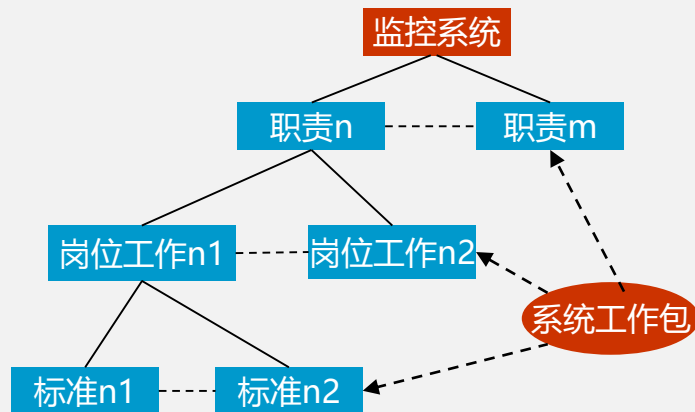 监控系统
职责n
职责m
岗位工作n1
岗位工作n2
系统工作包
标准n1
标准n2